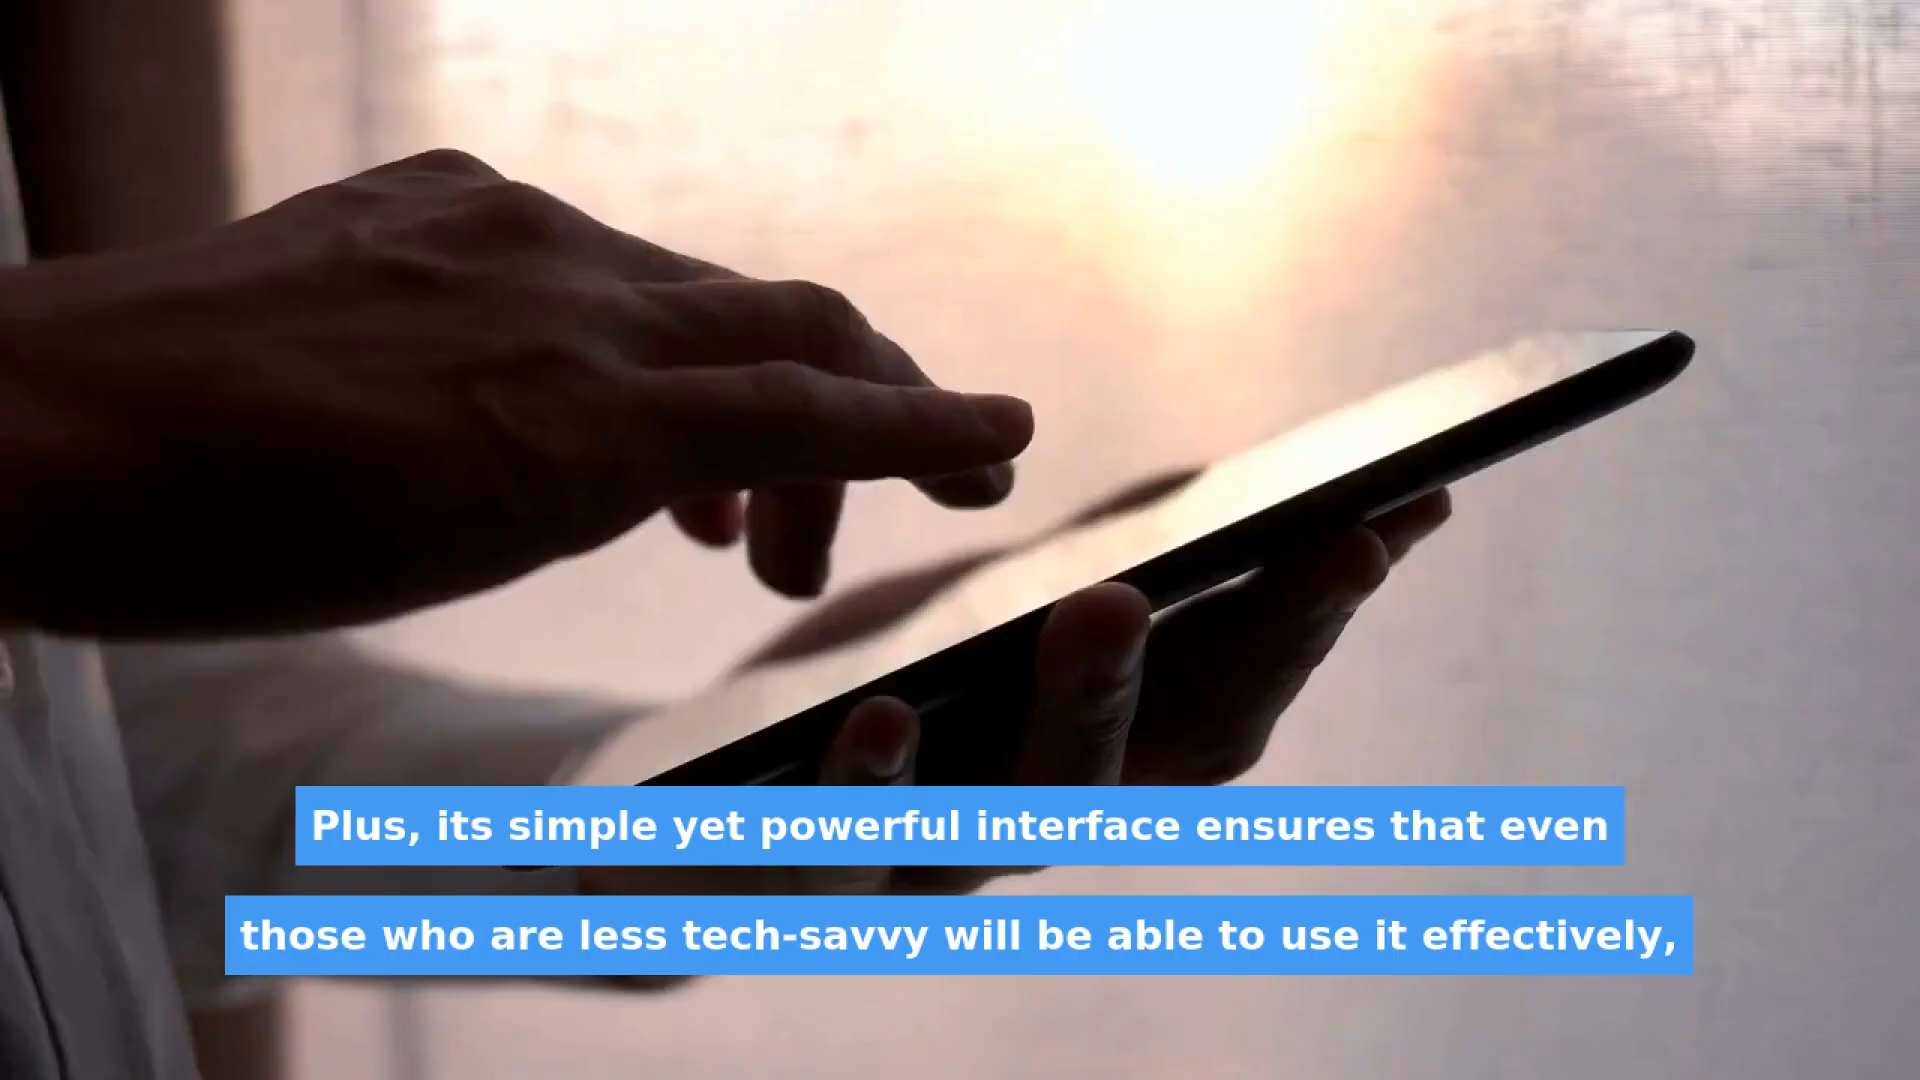 Plus, its simple yet powerful interface ensures that even
those who are less tech-savvy will be able to use it effectively,